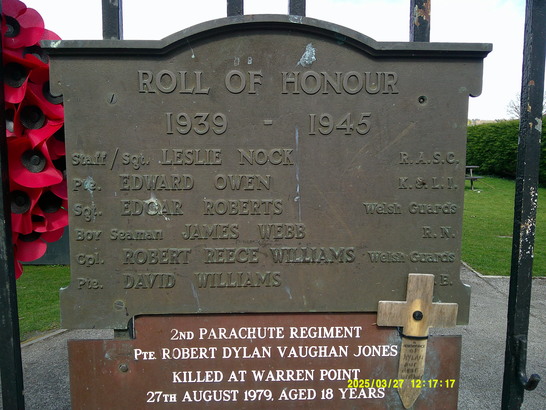 ROLL OF HONOUR
1939 - 1945
Staff/Sgt. LESLIE NOCK R.A.S.C.
Pte. EDWARD OWEN
Sgt. EDGAR ROBERTS Welsh Guards
Boy Seaman JAMES WEBB R.N.
Cpl. ROBERT REECE WILLIAMS Welsh Guards
Pte. DAVID WILLIAMS
2ND PARACHUTE REGIMENT
PTE ROBERT DYLAN VAUGHAN JONES
KILLED AT WARREN POINT
27TH AUGUST 1979, AGED 18 YEARS
2025/03/27 12:17:17